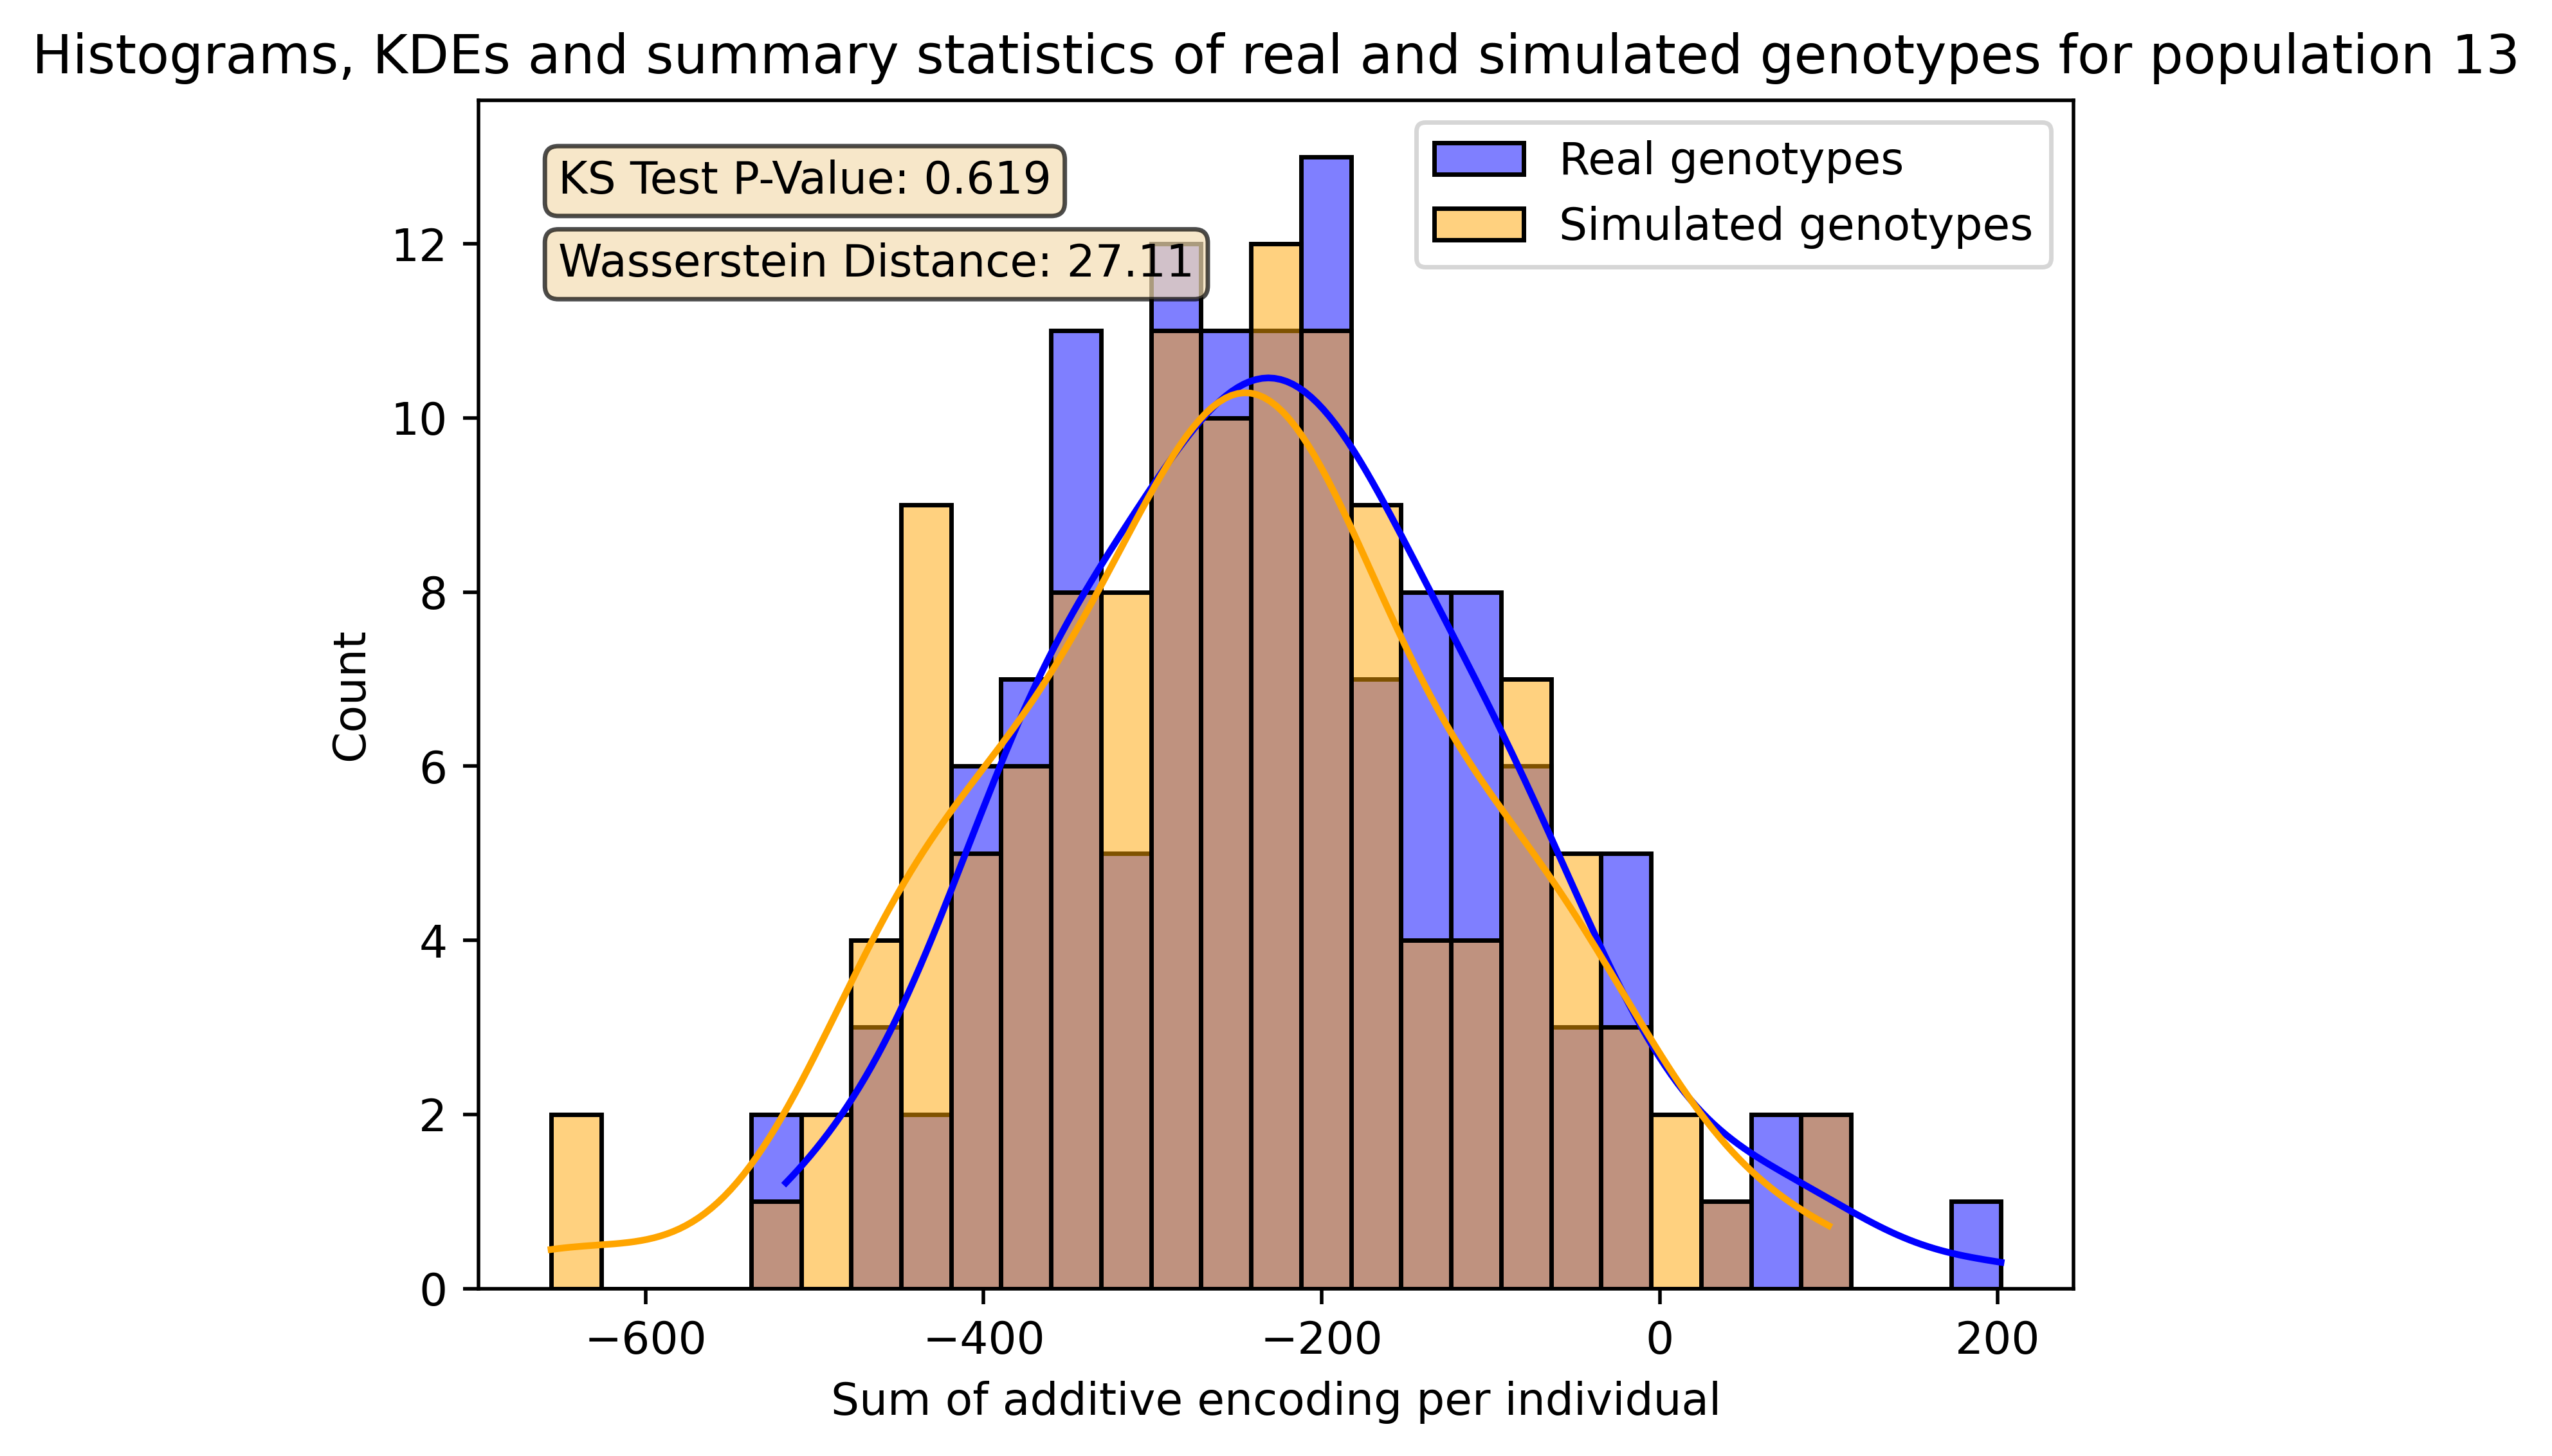 Histograms, KDEs and summary statistics of real and simulated genotypes for population 13
KS Test P-Value: 0.619
Wasserstein Distance: 27.11
Real genotypes
Simulated genotypes
Count
12
10
8
6
4
2
0
−600 −400 −200 0 200
Sum of additive encoding per individual